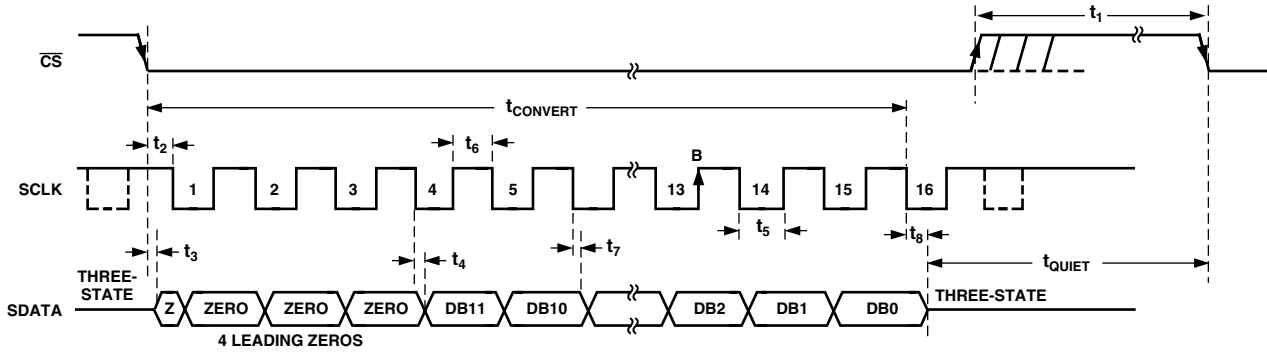 t1
CS
tCONVERT
t2
t6
B
SCLK
1
2
3
4
5
13
14
15
16
t3
t4
t7
t5
t8
tQUIET
THREE-
STATE
THREE-STATE
SDATA
Z
ZERO
ZERO
ZERO
DB11
DB10
DB2
DB1
DB0
4 LEADING ZEROS